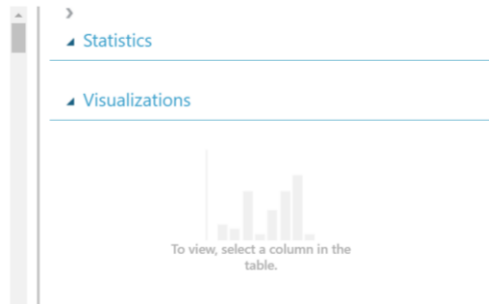 Statistics
Visualizations
To view, select a column in the
table.